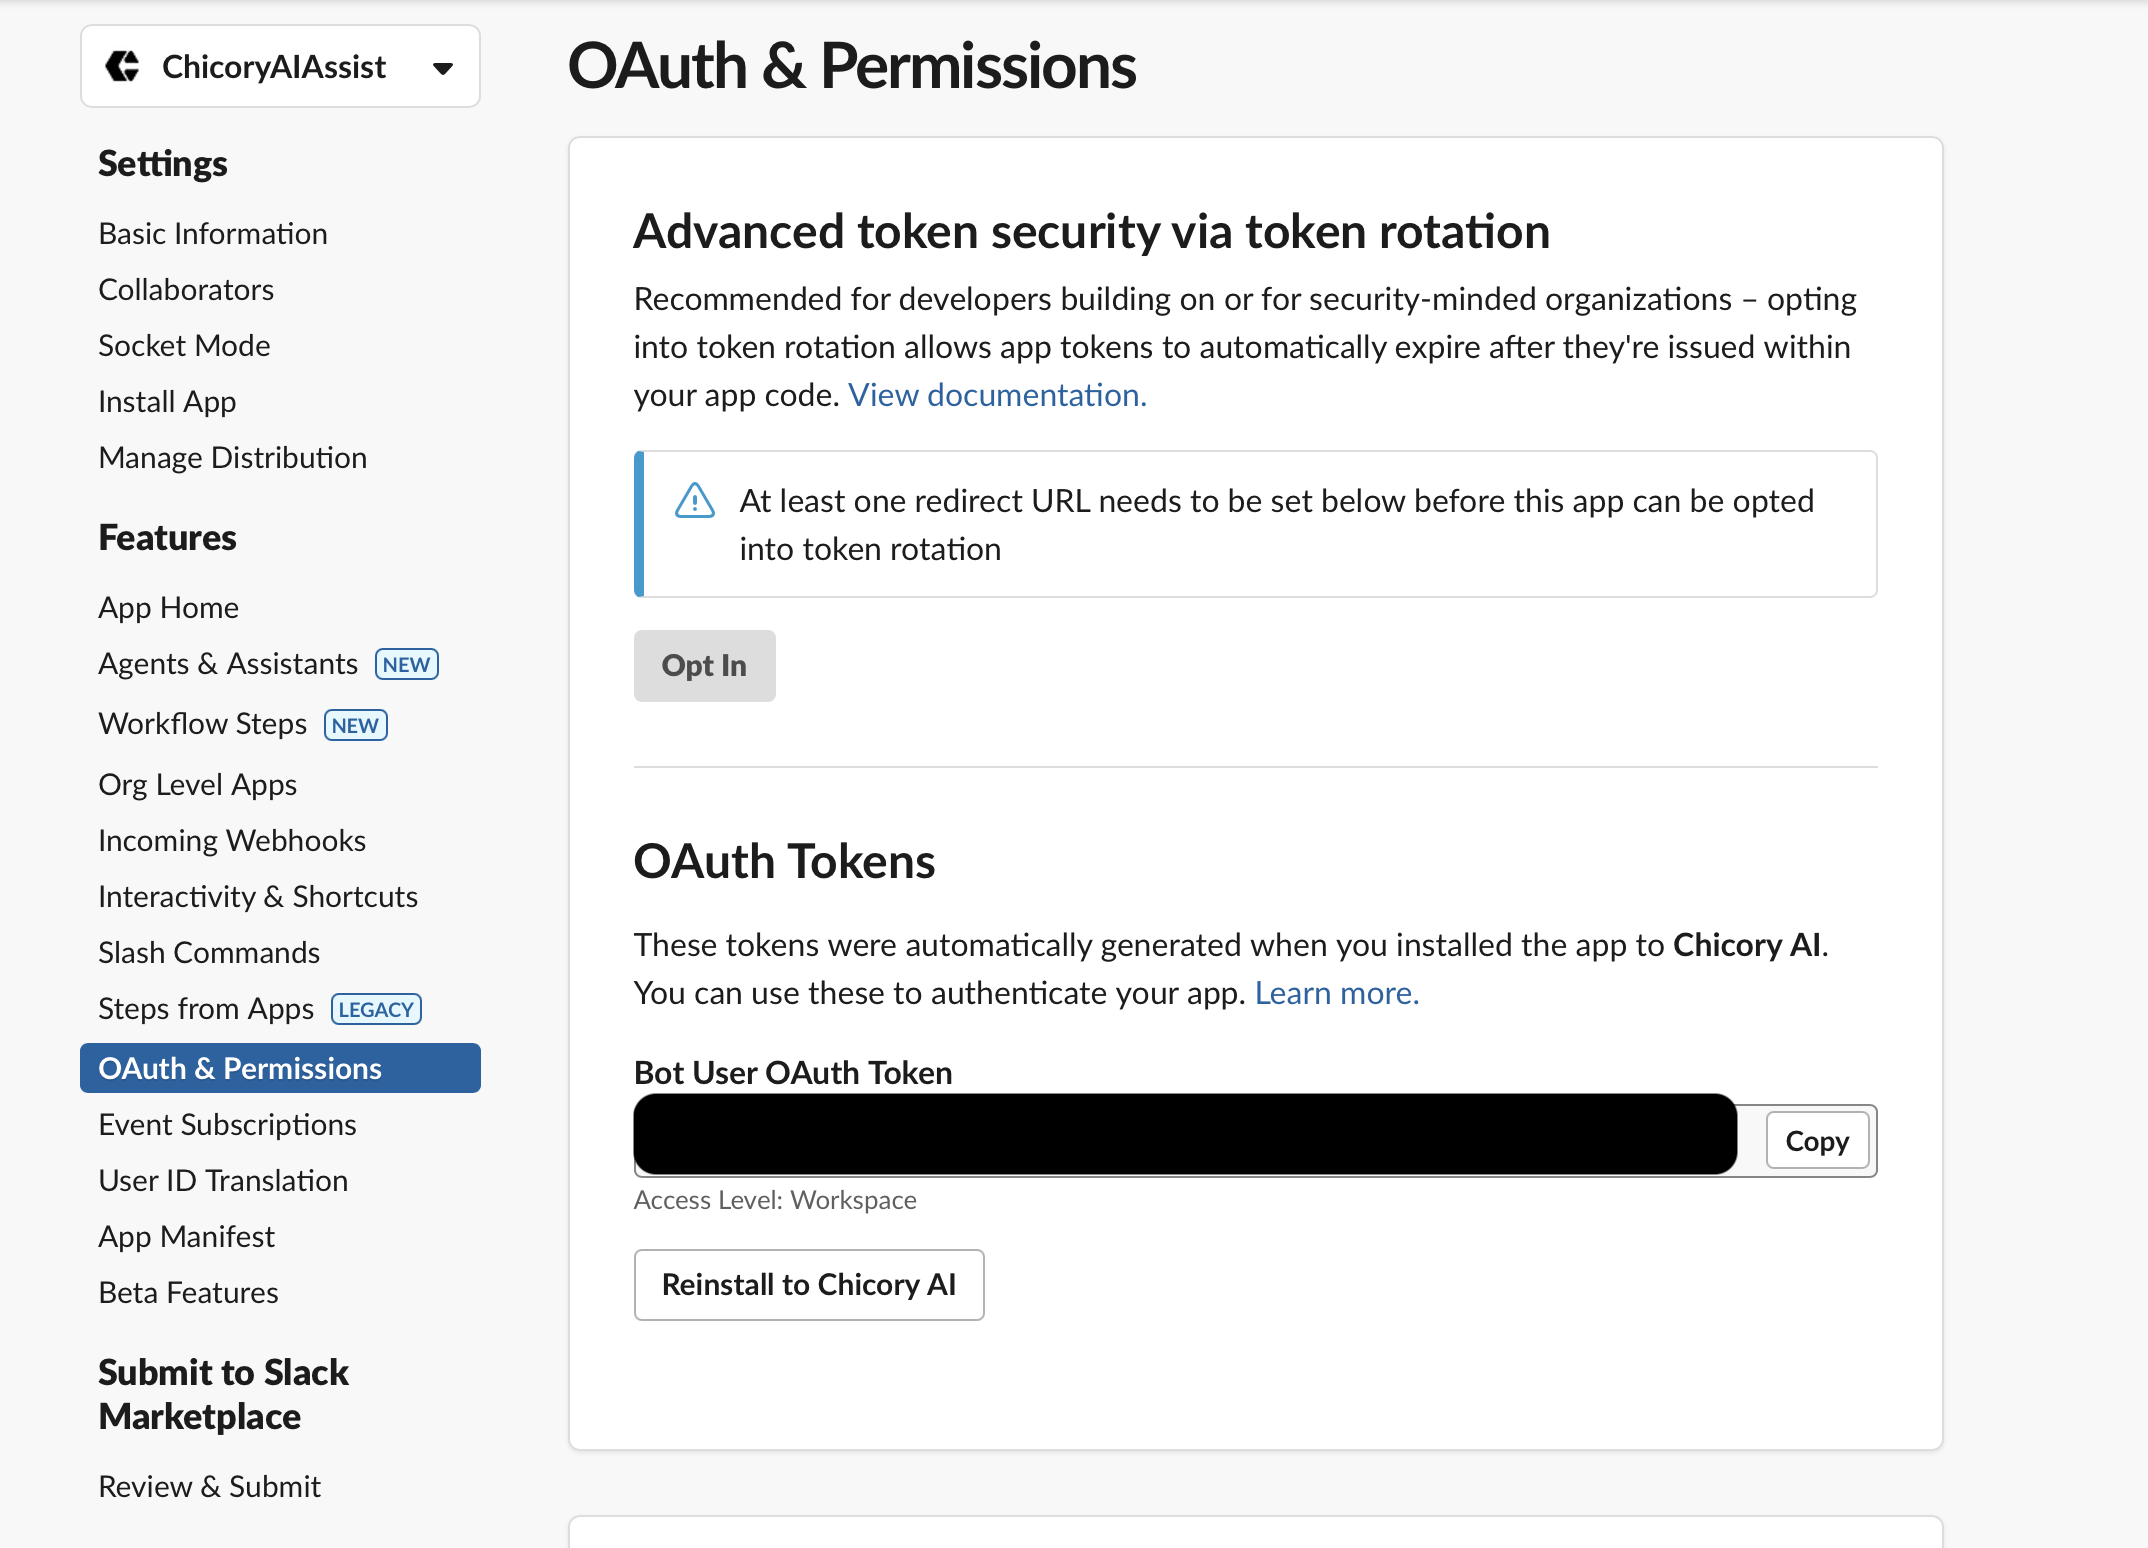 ChicoryAIAssist
Settings
Basic Information
Collaborators
Socket Mode
Install App
Manage Distribution
Features
App Home
Agents & Assistants NEW
Workflow Steps NEW
Org Level Apps
Incoming Webhooks
Interactivity & Shortcuts
Slash Commands
Steps from Apps LEGACY
OAuth & Permissions
Event Subscriptions
User ID Translation
App Manifest
Beta Features
Submit to Slack
Marketplace
Review & Submit
OAuth & Permissions
Advanced token security via token rotation
Recommended for developers building on or for security-minded organizations – opting
into token rotation allows app tokens to automatically expire after they're issued within
your app code. View documentation.
At least one redirect URL needs to be set below before this app can be opted
into token rotation
Opt In
OAuth Tokens
These tokens were automatically generated when you installed the app to Chicory AI.
You can use these to authenticate your app. Learn more.
Bot User OAuth Token
Copy
Access Level: Workspace
Reinstall to Chicory AI